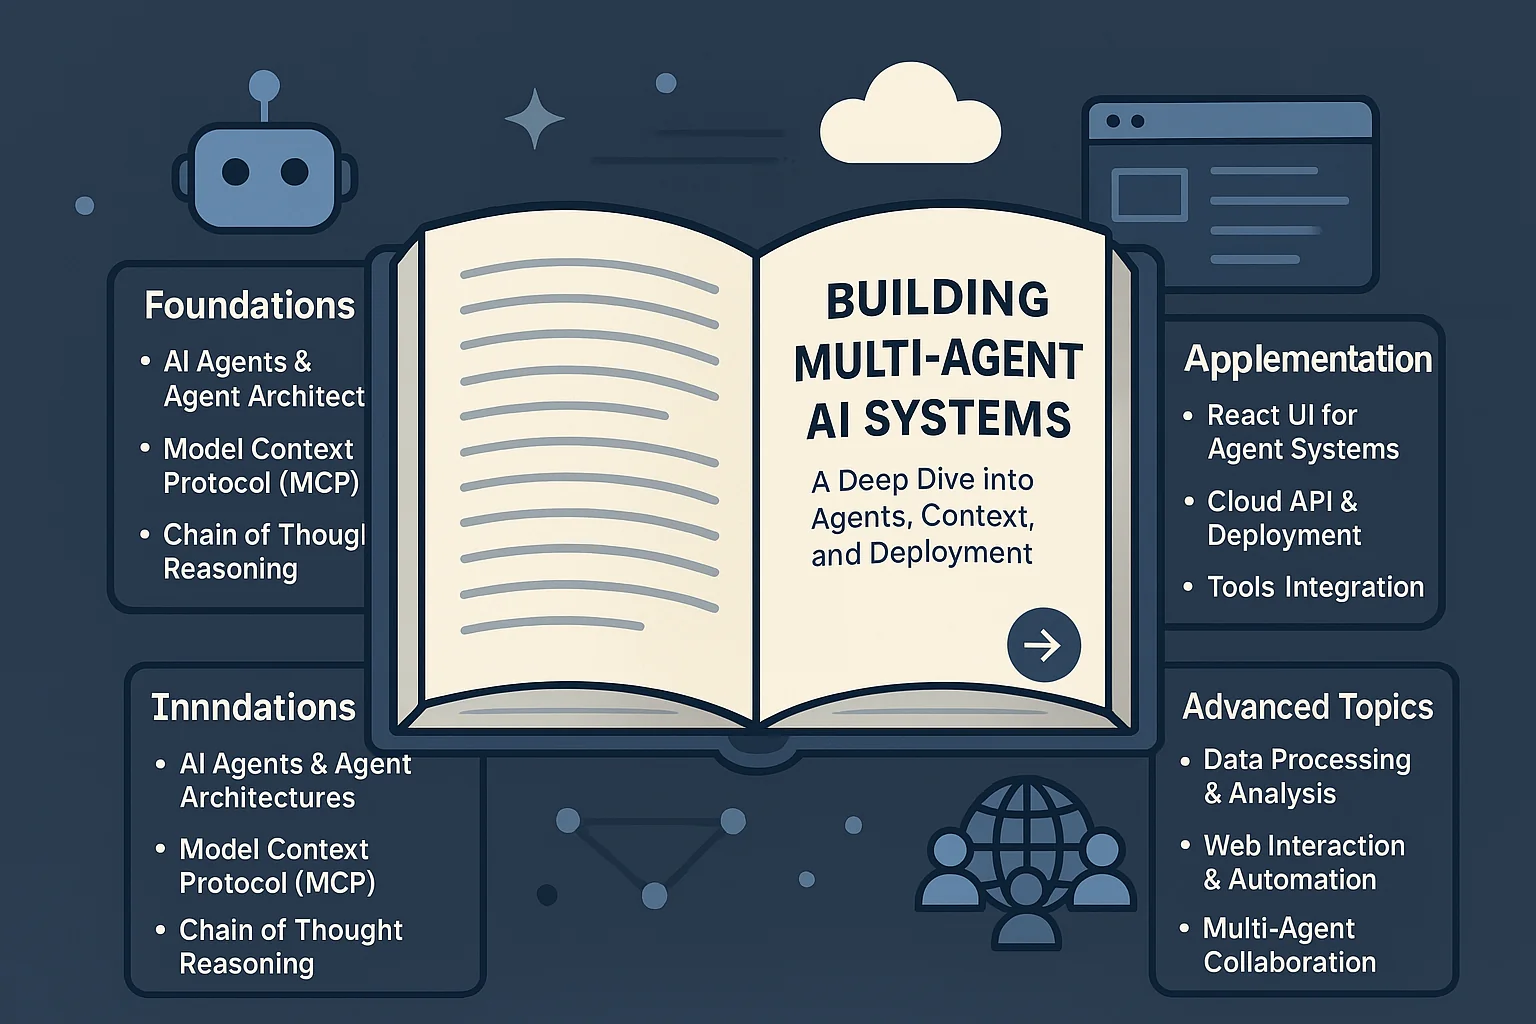 Foundations
• AI Agents &
Agent Architect
• Model Context
Protocol (MCP)
• Chain of Though
Reasoning
Innndations
• AI Agents & Agent
Architectures
• Model Context
Protocol (MCP)
• Chain of Thought
Reasoning
BUILDING
MULTI-AGENT
AI SYSTEMS
A Deep Dive into
Agents, Context,
and Deployment
Applementation
• React UI for
Agent Systems
• Cloud API &
Deployment
• Tools Integration
Advanced Topics
• Data Processing
& Analysis
• Web Interaction
& Automation
• Multi-Agent
Collaboration